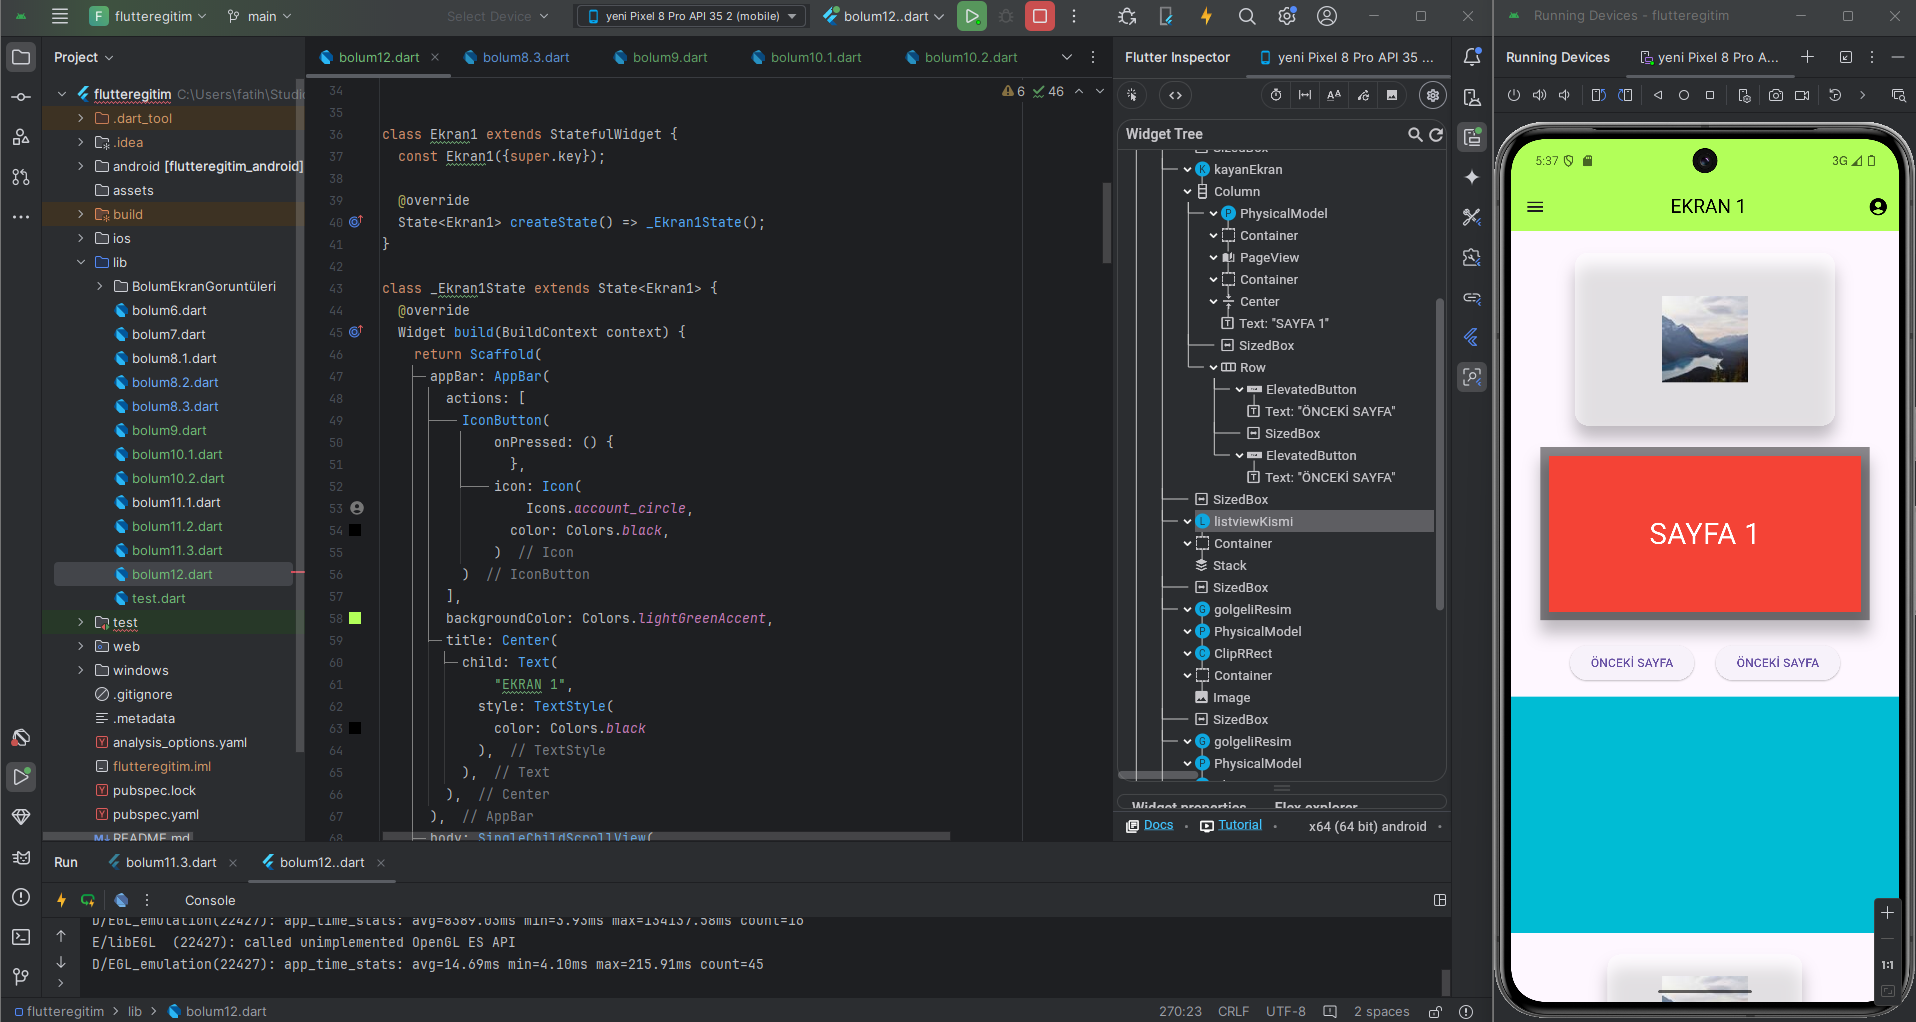 F flutteregitim
main
Select Device
yeni Pixel 8 Pro API 35 2 (mobile)
bolum12..dart
Running Devices - flutteregitim
Project
bolum12.dart
bolum8.3.dart
bolum9.dart
bolum10.1.dart
bolum10.2.dart
Flutter Inspector
yeni Pixel 8 Pro API 35 ...
Running Devices
yeni Pixel 8 Pro A...
flutteregitim C:\Users\fatih\Studio
.dart_tool
.idea
android [flutteregitim_android]
assets
build
ios
lib
BolumEkranGoruntüleri
bolum6.dart
bolum7.dart
bolum8.1.dart
bolum8.2.dart
bolum8.3.dart
bolum9.dart
bolum10.1.dart
bolum10.2.dart
bolum11.1.dart
bolum11.2.dart
bolum11.3.dart
bolum12.dart
test.dart
test
web
windows
.gitignore
.metadata
analysis_options.yaml
flutteregitim.iml
pubspec.lock
pubspec.yaml
README.md
6 46
34
35
36 class Ekran1 extends StatefulWidget {
37 const Ekran1({super.key});
38
39 @override
40 State<Ekran1> createState() => _Ekran1State();
41 }
42
43 class _Ekran1State extends State<Ekran1> {
44 @override
45 Widget build(BuildContext context) {
46 return Scaffold(
47 appBar: AppBar(
48 actions: [
49 IconButton(
50 onPressed: () {
51 },
52 icon: Icon(
53 Icons.account_circle,
54 color: Colors.black,
55 ) // Icon
56 ) // IconButton
57 ],
58 backgroundColor: Colors.lightGreenAccent,
59 title: Center(
60 child: Text(
61 "EKRAN 1",
62 style: TextStyle(
63 color: Colors.black
64 ), // TextStyle
65 ), // Text
66 ), // Center
67 ), // AppBar
68 body: SingleChildScrollView(
Widget Tree
SizedBox
kayanEkran
Column
PhysicalModel
Container
PageView
Container
Center
Text: "SAYFA 1"
SizedBox
Row
ElevatedButton
Text: "ÖNCEKİ SAYFA"
SizedBox
ElevatedButton
Text: "ÖNCEKİ SAYFA"
SizedBox
listviewKismi
Container
Stack
SizedBox
golgeliResim
PhysicalModel
ClipRRect
Container
Image
SizedBox
golgeliResim
PhysicalModel
Widget properties Flex explorer
Docs
Tutorial
x64 (64 bit) android
5:37
3G
EKRAN 1
SAYFA 1
ÖNCEKİ SAYFA
ÖNCEKİ SAYFA
1:1
Run
bolum11.3.dart
bolum12..dart
Console
D/EGL_emulation(22427): app_time_stats: avg=8389.03ms min=3.93ms max=134137.58ms count=16
E/libEGL (22427): called unimplemented OpenGL ES API
D/EGL_emulation(22427): app_time_stats: avg=14.69ms min=4.10ms max=215.91ms count=45
flutteregitim > lib > bolum12.dart
270:23 CRLF UTF-8 2 spaces